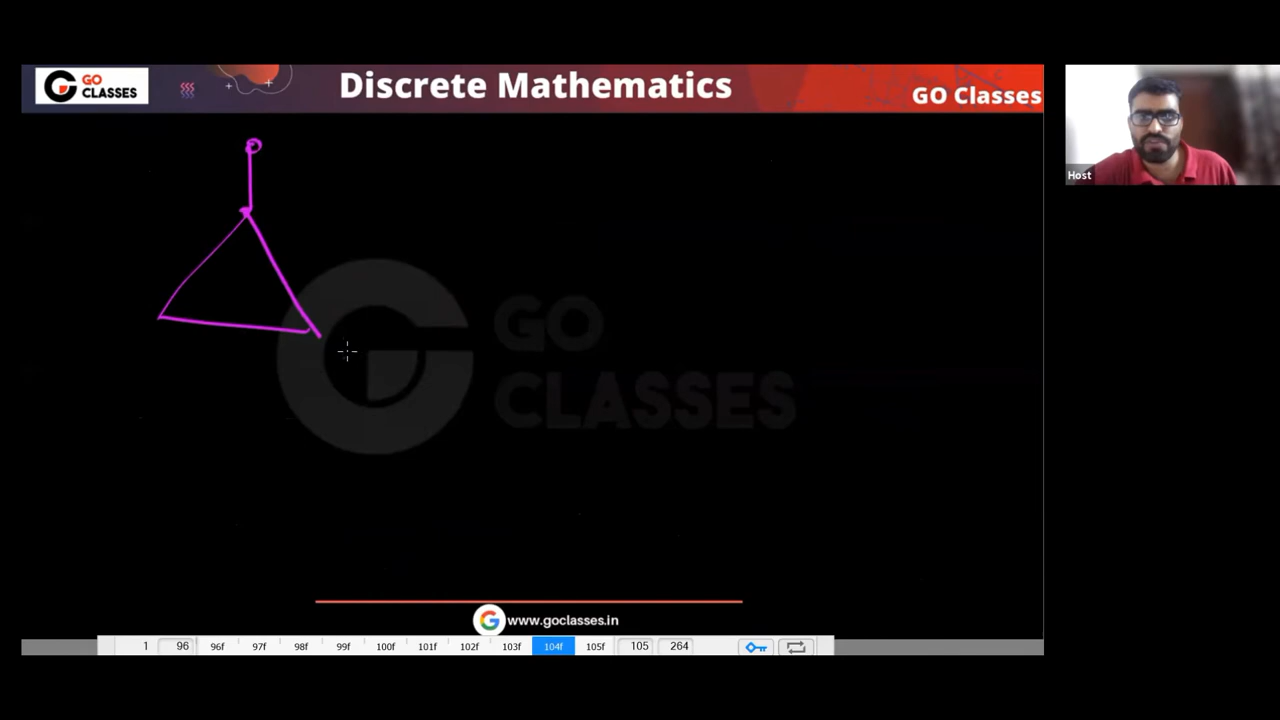 GO
CLASSES
Discrete Mathematics
GO Classes
Host
GO
CLASSES
www.goclasses.in
1 96 96f 97f 98f 99f 100f 101f 102f 103f 104f 105f 105 264